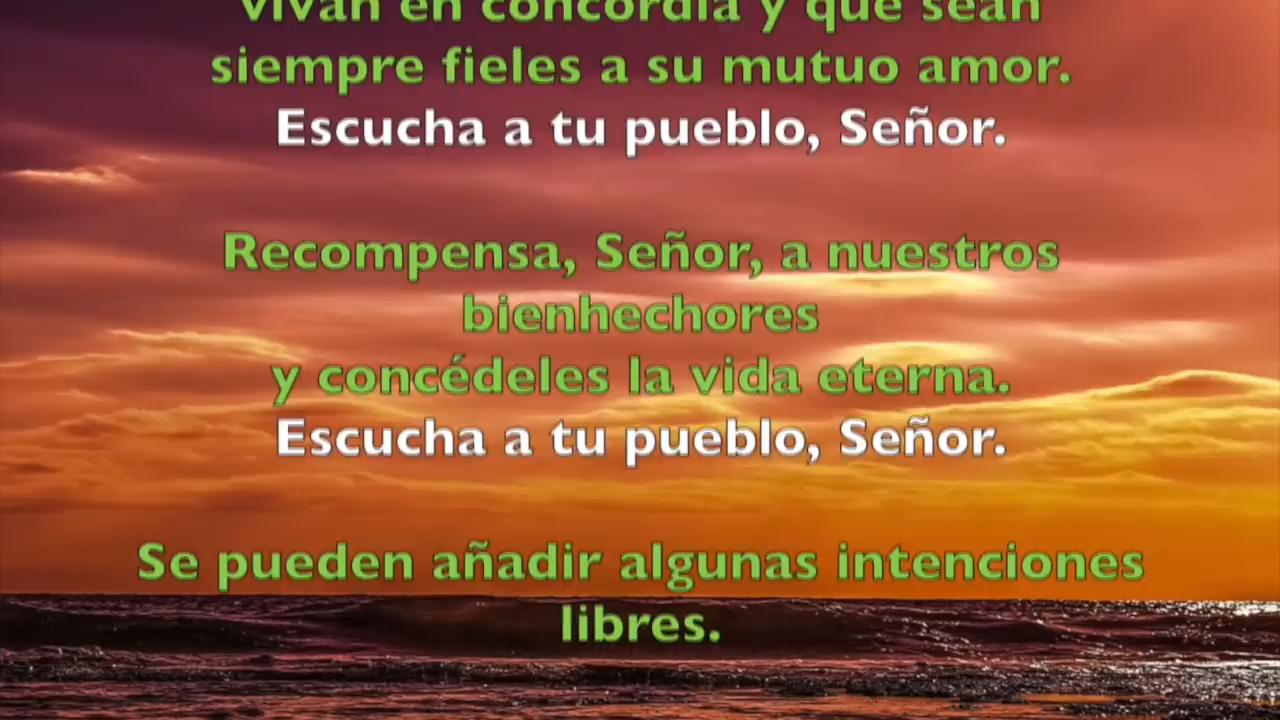 vivan en concordia y que sean
siempre fieles a su mutuo amor.
Escucha a tu pueblo, Señor.
Recompensa, Señor, a nuestros
bienhechores
y concédeles la vida eterna.
Escucha a tu pueblo, Señor.
Se pueden añadir algunas intenciones
libres.